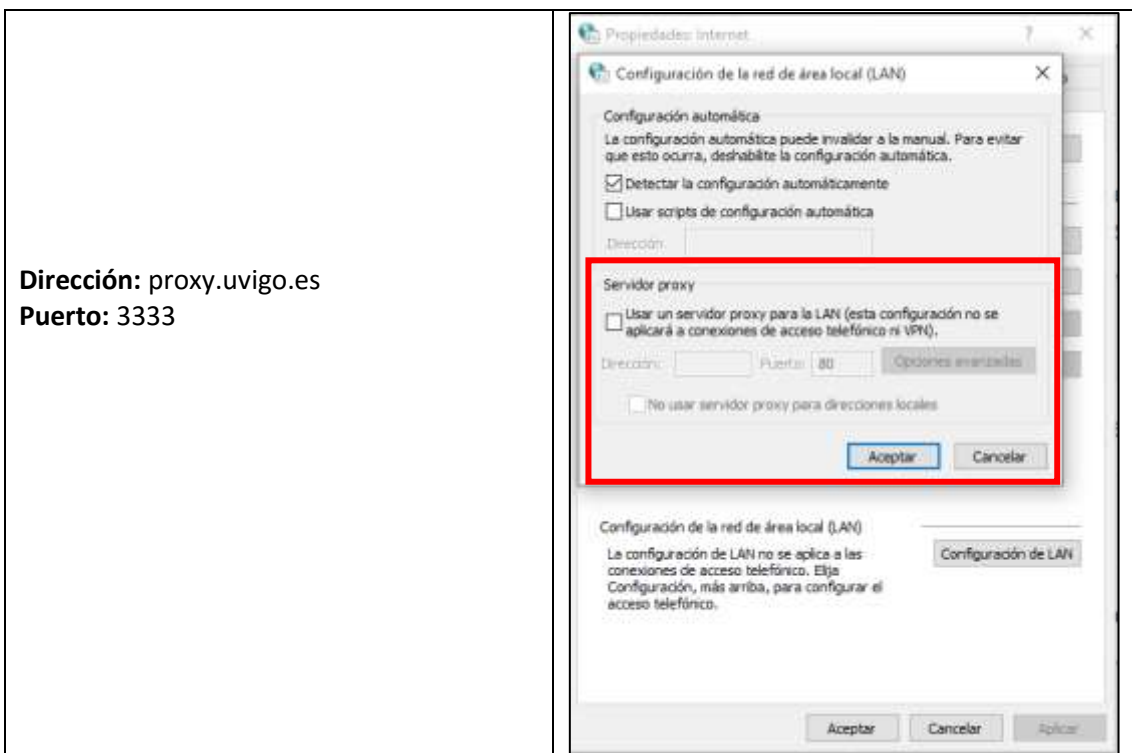 Dirección: proxy.uvigo.es
Puerto: 3333
Propiedades: Internet
Configuración de la red de área local (LAN)
Configuración automática
La configuración automática puede invalidar a la manual. Para evitar
que esto ocurra, deshabilite la configuración automática.
Detectar la configuración automáticamente
Usar scripts de configuración automática
Dirección
Servidor proxy
Usar un servidor proxy para la LAN (esta configuración no se
aplicará a conexiones de acceso telefónico ni VPN).
Dirección: Puerto: 80 Opciones avanzadas
No usar servidor proxy para direcciones locales
Aceptar Cancelar
Configuración de la red de área local (LAN)
La configuración de LAN no se aplica a las
conexiones de acceso telefónico. Elija
Configuración, más arriba, para configurar el
acceso telefónico.
Configuración de LAN
Aceptar Cancelar Aplicar